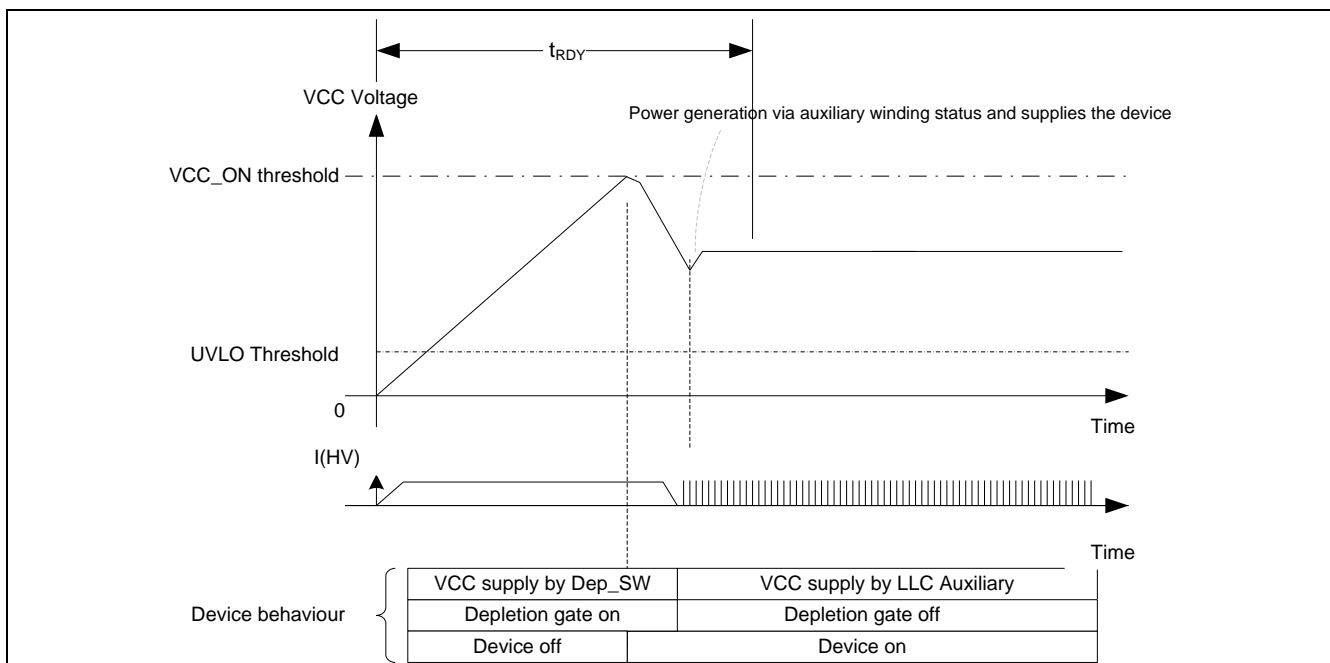 tRDY
VCC Voltage
Power generation via auxiliary winding status and supplies the device
VCC_ON threshold
UVLO Threshold
0
Time
I(HV)
Time
Device behaviour
VCC supply by Dep_SW
VCC supply by LLC Auxiliary
Depletion gate on
Depletion gate off
Device off
Device on